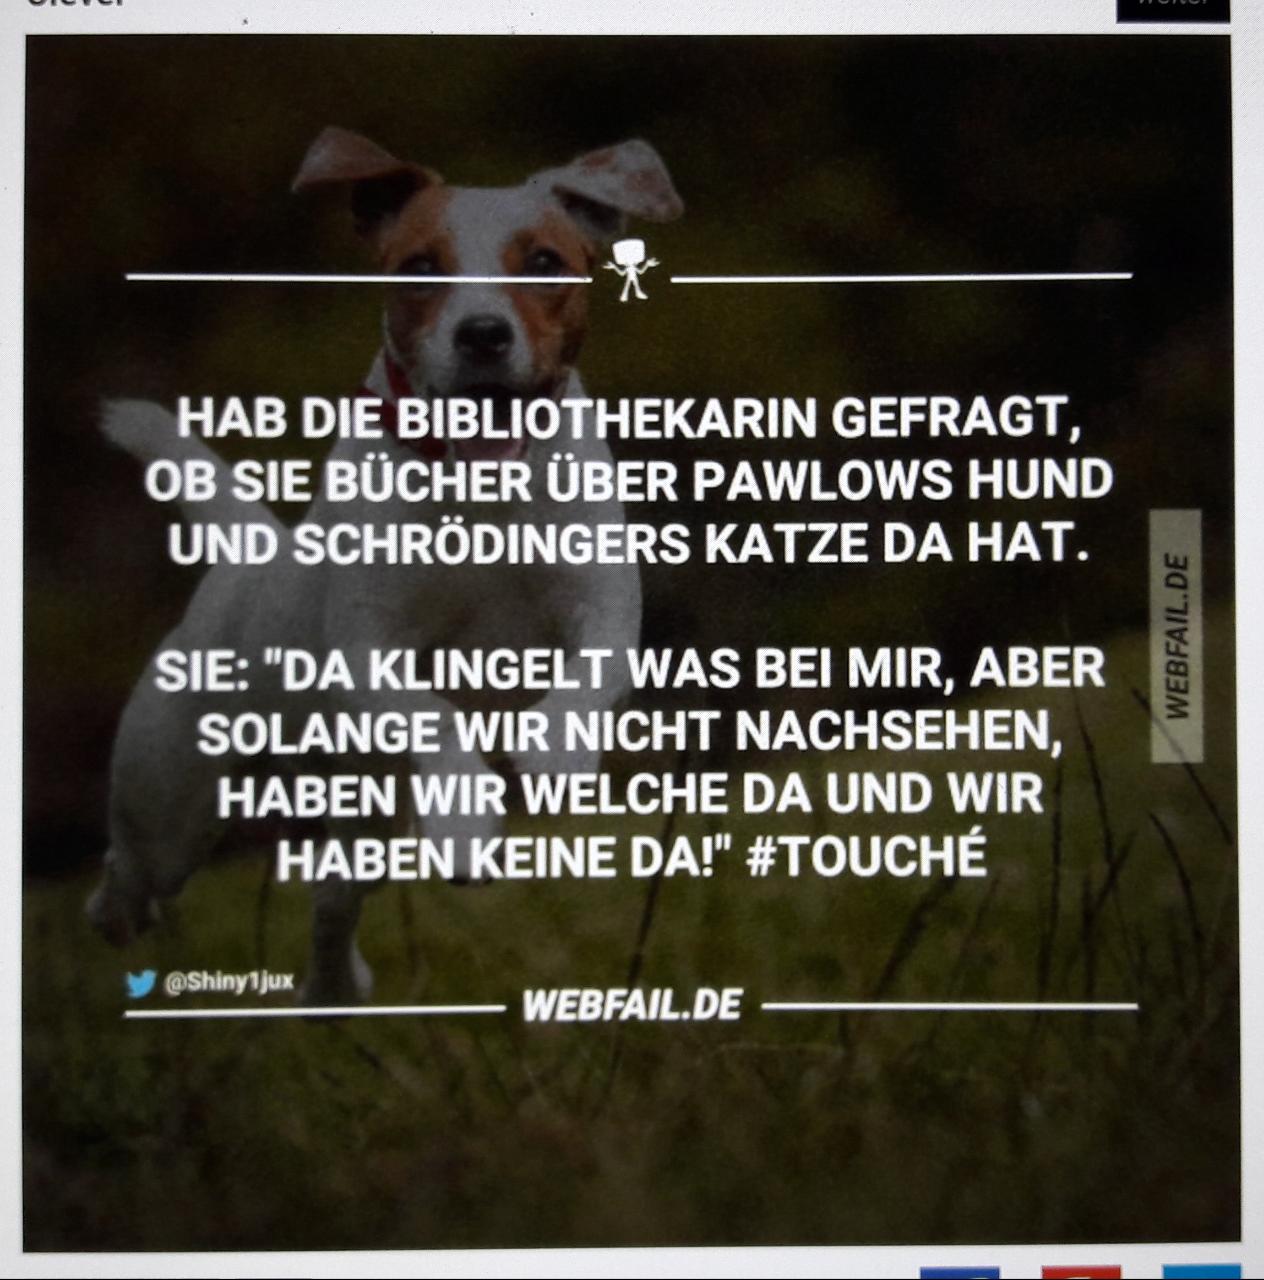 HAB DIE BIBLIOTHEKARIN GEFRAGT,
OB SIE BÜCHER ÜBER PAWLOWS HUND
UND SCHRÖDINGERS KATZE DA HAT.
SIE: "DA KLINGELT WAS BEI MIR, ABER
SOLANGE WIR NICHT NACHSEHEN,
HABEN WIR WELCHE DA UND WIR
HABEN KEINE DA!" #TOUCHÉ
WEBFAIL.DE
@Shiny1jux
WEBFAIL.DE